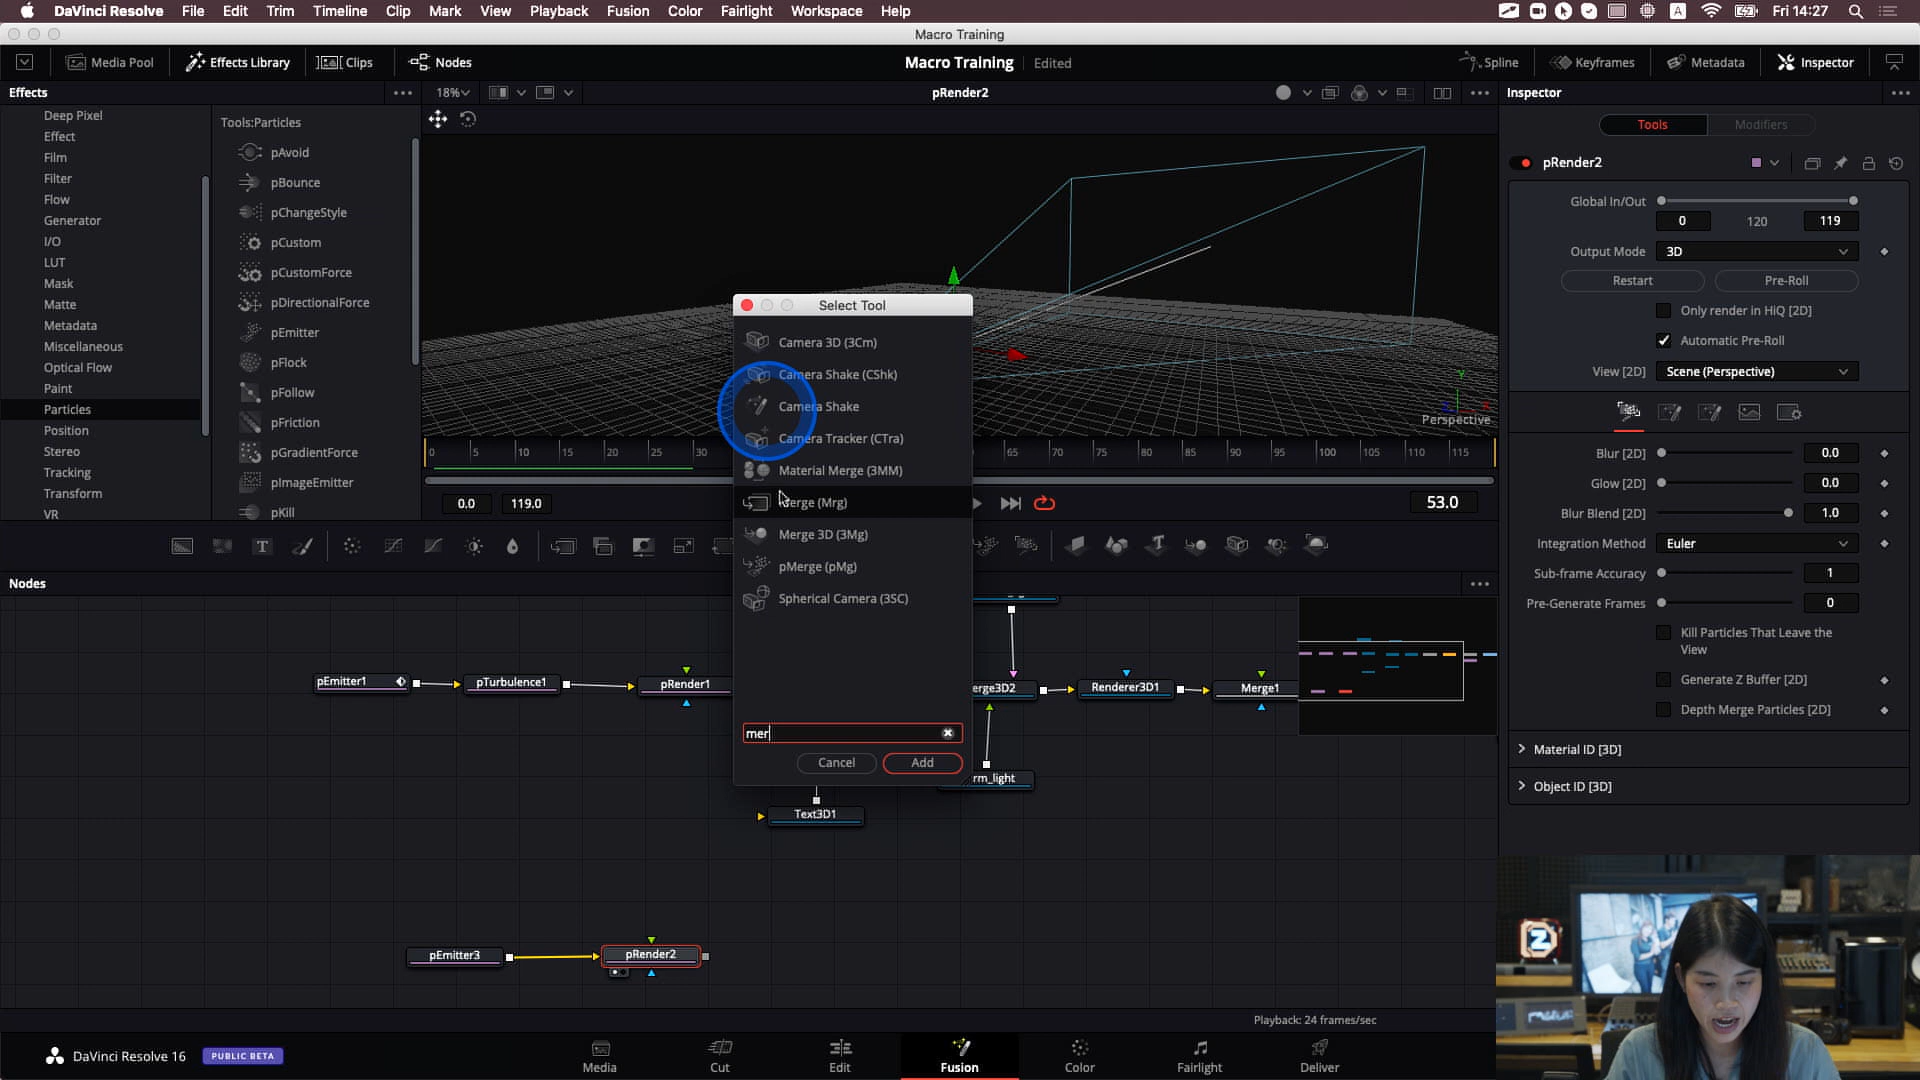 DaVinci Resolve File Edit Trim Timeline Clip Mark View Playback Fusion Color Fairlight Workspace Help
A Fri 14:27
Macro Training
Media Pool Effects Library Clips Nodes
Macro Training Edited
Spline Keyframes Metadata Inspector
Effects
18%
pRender2
Inspector
Deep Pixel
Effect
Film
Filter
Flow
Generator
I/O
LUT
Mask
Matte
Metadata
Miscellaneous
Optical Flow
Paint
Particles
Position
Stereo
Tracking
Transform
VR
Tools:Particles
pAvoid
pBounce
pChangeStyle
pCustom
pCustomForce
pDirectionalForce
pEmitter
pFlock
pFollow
pFriction
pGradientForce
pImageEmitter
pKill
Perspective
0 5 10 15 20 25 30 65 70 75 80 85 90 95 100 105 110 115
0.0 119.0
53.0
Select Tool
Camera 3D (3Cm)
Camera Shake (CShk)
Camera Shake
Camera Tracker (CTra)
Material Merge (3MM)
Merge (Mrg)
Merge 3D (3Mg)
pMerge (pMg)
Spherical Camera (3SC)
mer
Cancel Add
Tools Modifiers
pRender2
Global In/Out
0 120 119
Output Mode 3D
Restart Pre-Roll
Only render in HiQ [2D]
Automatic Pre-Roll
View [2D] Scene (Perspective)
Blur [2D] 0.0
Glow [2D] 0.0
Blur Blend [2D] 1.0
Integration Method Euler
Sub-frame Accuracy 1
Pre-Generate Frames 0
Kill Particles That Leave the
View
Generate Z Buffer [2D]
Depth Merge Particles [2D]
Material ID [3D]
Object ID [3D]
Nodes
pEmitter1 pTurbulence1 pRender1 erge3D2 Renderer3D1 Merge1
rm_light
Text3D1
pEmitter3 pRender2
Playback: 24 frames/sec
DaVinci Resolve 16 PUBLIC BETA
Media Cut Edit Fusion Color Fairlight Deliver